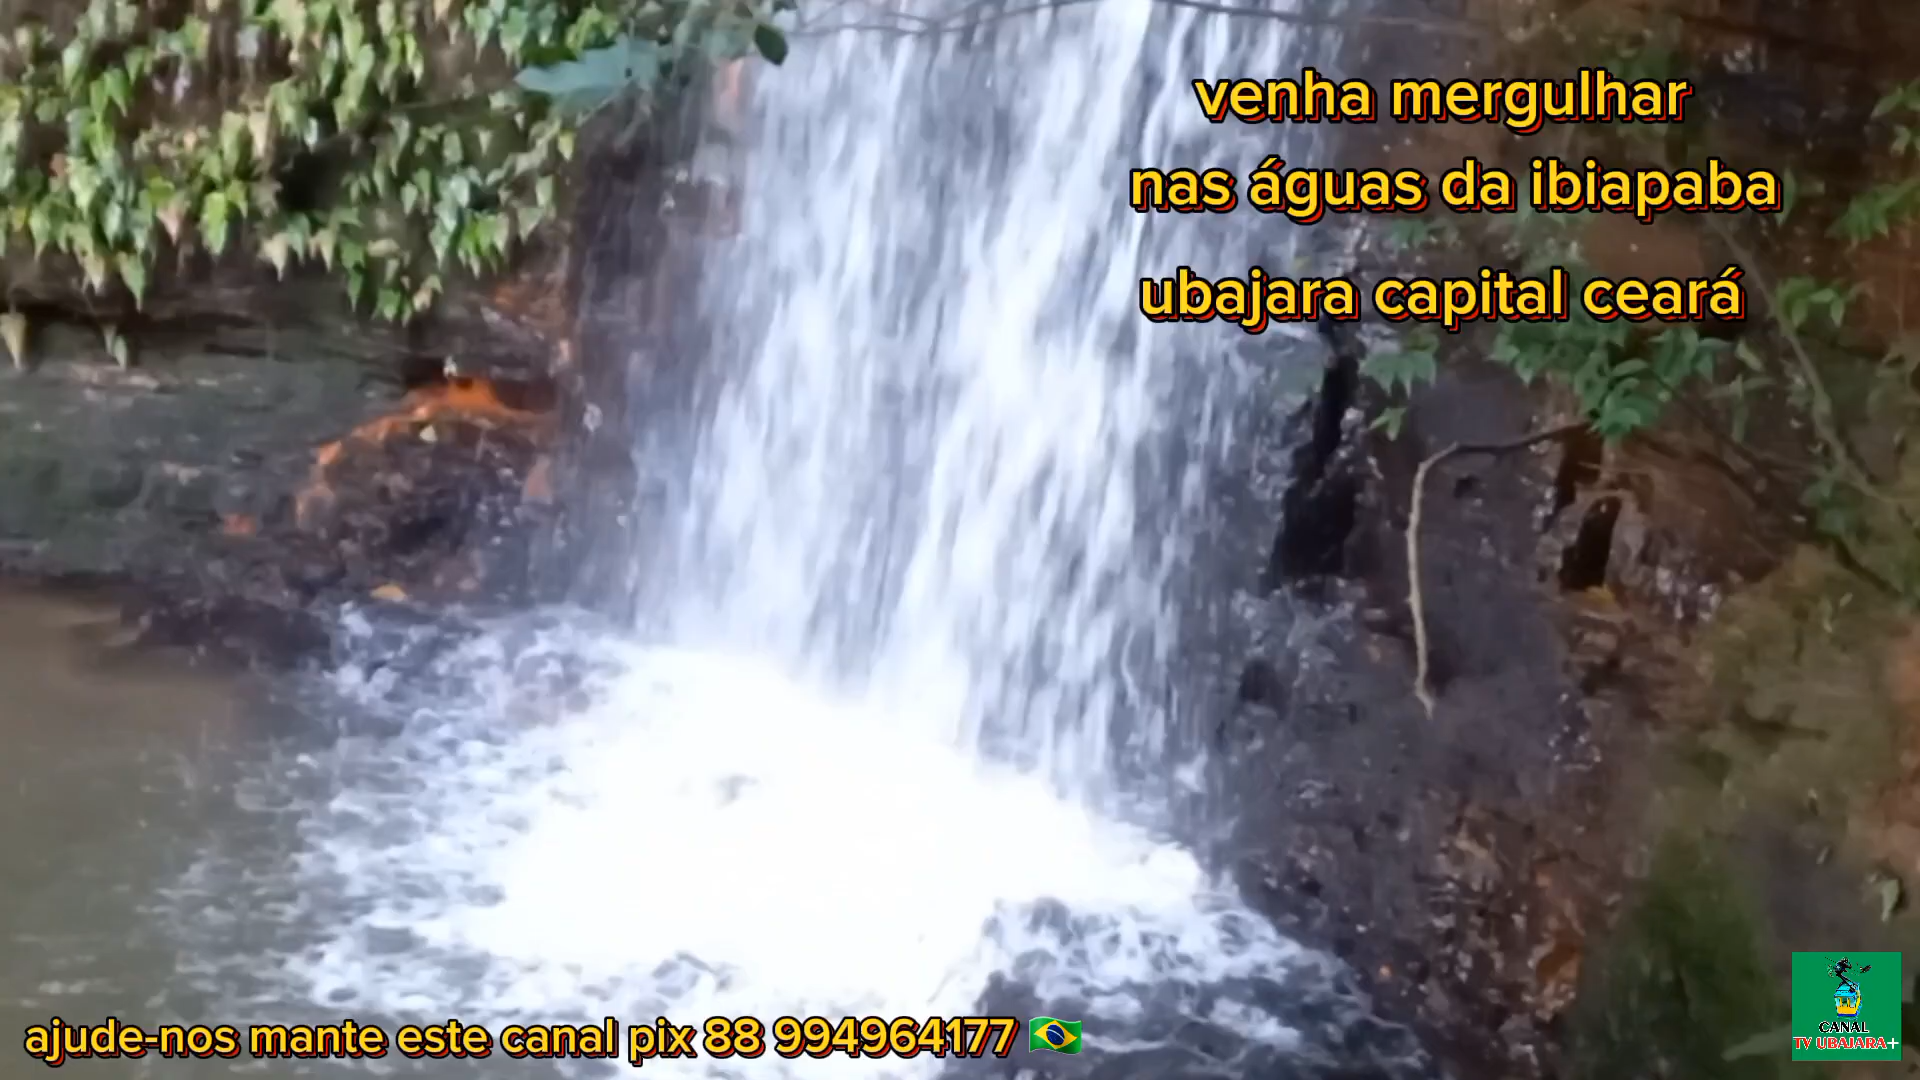 venha mergulhar
nas águas da ibiapaba
ubajara capital ceará
ajude-nos mante este canal pix 88 994964177
CANAL
TV UBAJARA+